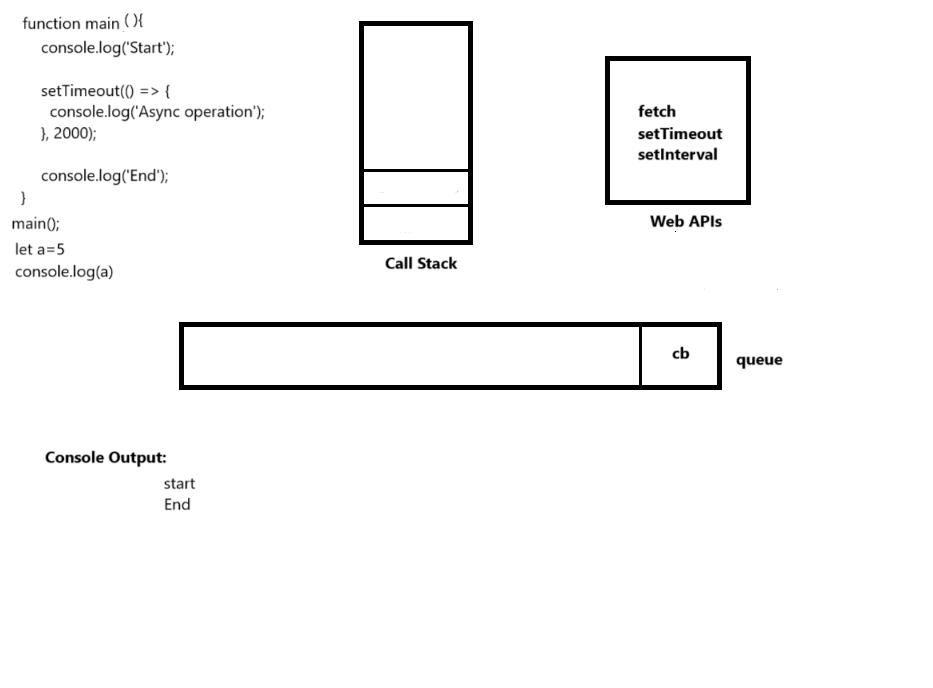 function main ( ){
console.log('Start');
setTimeout(() => {
console.log('Async operation');
}, 2000);
console.log('End');
}
main();
let a=5
console.log(a)
Call Stack
fetch
setTimeout
setInterval
Web APIs
cb
queue
Console Output:
start
End